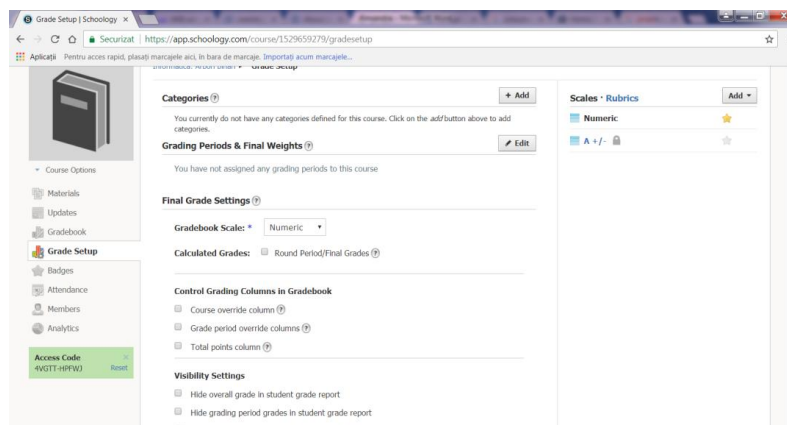 Grade Setup | Schoology ×
Securizat | https://app.schoology.com/course/1529659279/gradesetup
Aplicații Pentru acces rapid, plasați marcajele aici, în bara de marcaje. Importați acum marcajele...
Grade Setup
Categories ?
+ Add
You currently do not have any categories defined for this course. Click on the add button above to add
categories.
Grading Periods & Final Weights ?
Edit
You have not assigned any grading periods to this course
Final Grade Settings ?
Gradebook Scale: * Numeric
Calculated Grades: Round Period/Final Grades ?
Control Grading Columns in Gradebook
Course override column ?
Grade period override columns ?
Total points column ?
Visibility Settings
Hide overall grade in student grade report
Hide grading period grades in student grade report
Scales · Rubrics
Add
Numeric
A +/-
Course Options
Materials
Updates
Gradebook
Grade Setup
Badges
Attendance
Members
Analytics
Access Code ×
4VGTT-HPFWJ Reset